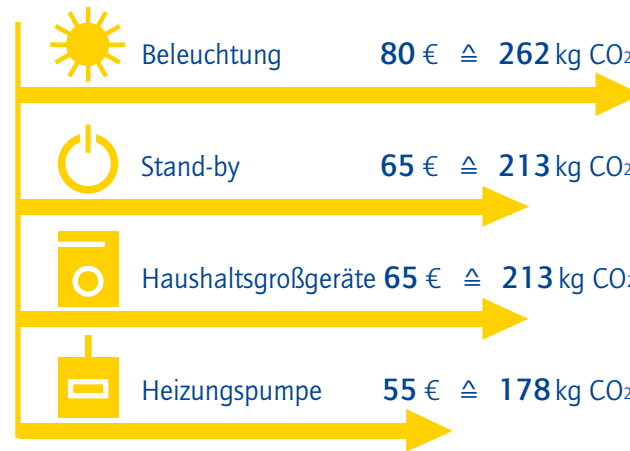 Beleuchtung 80 € ≙ 262 kg CO2
Stand-by 65 € ≙ 213 kg CO2
Haushaltsgroßgeräte 65 € ≙ 213 kg CO2
Heizungspumpe 55 € ≙ 178 kg CO2